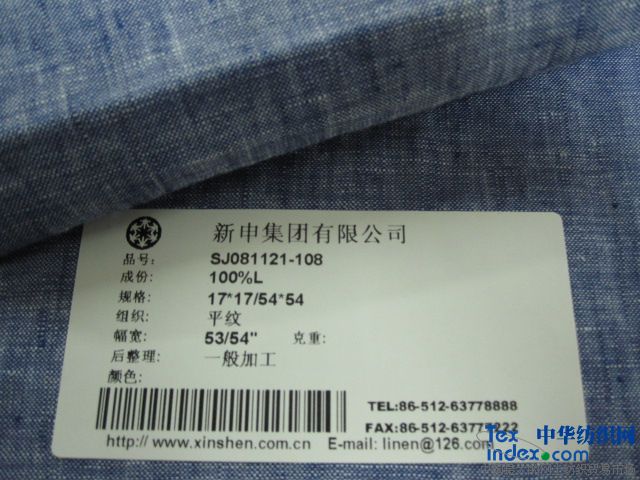 新申集团有限公司
品号: SJ081121-108
成份: 100%L
规格: 17*17/54*54
组织: 平纹
幅宽: 53/54" 克重:
后整理: 一般加工
颜色:
TEL:86-512-63778888
FAX:86-512-63777222
http://www.xinshen.com.cn E-mail: linen@126.com
Tex 中华纺织网
index.com